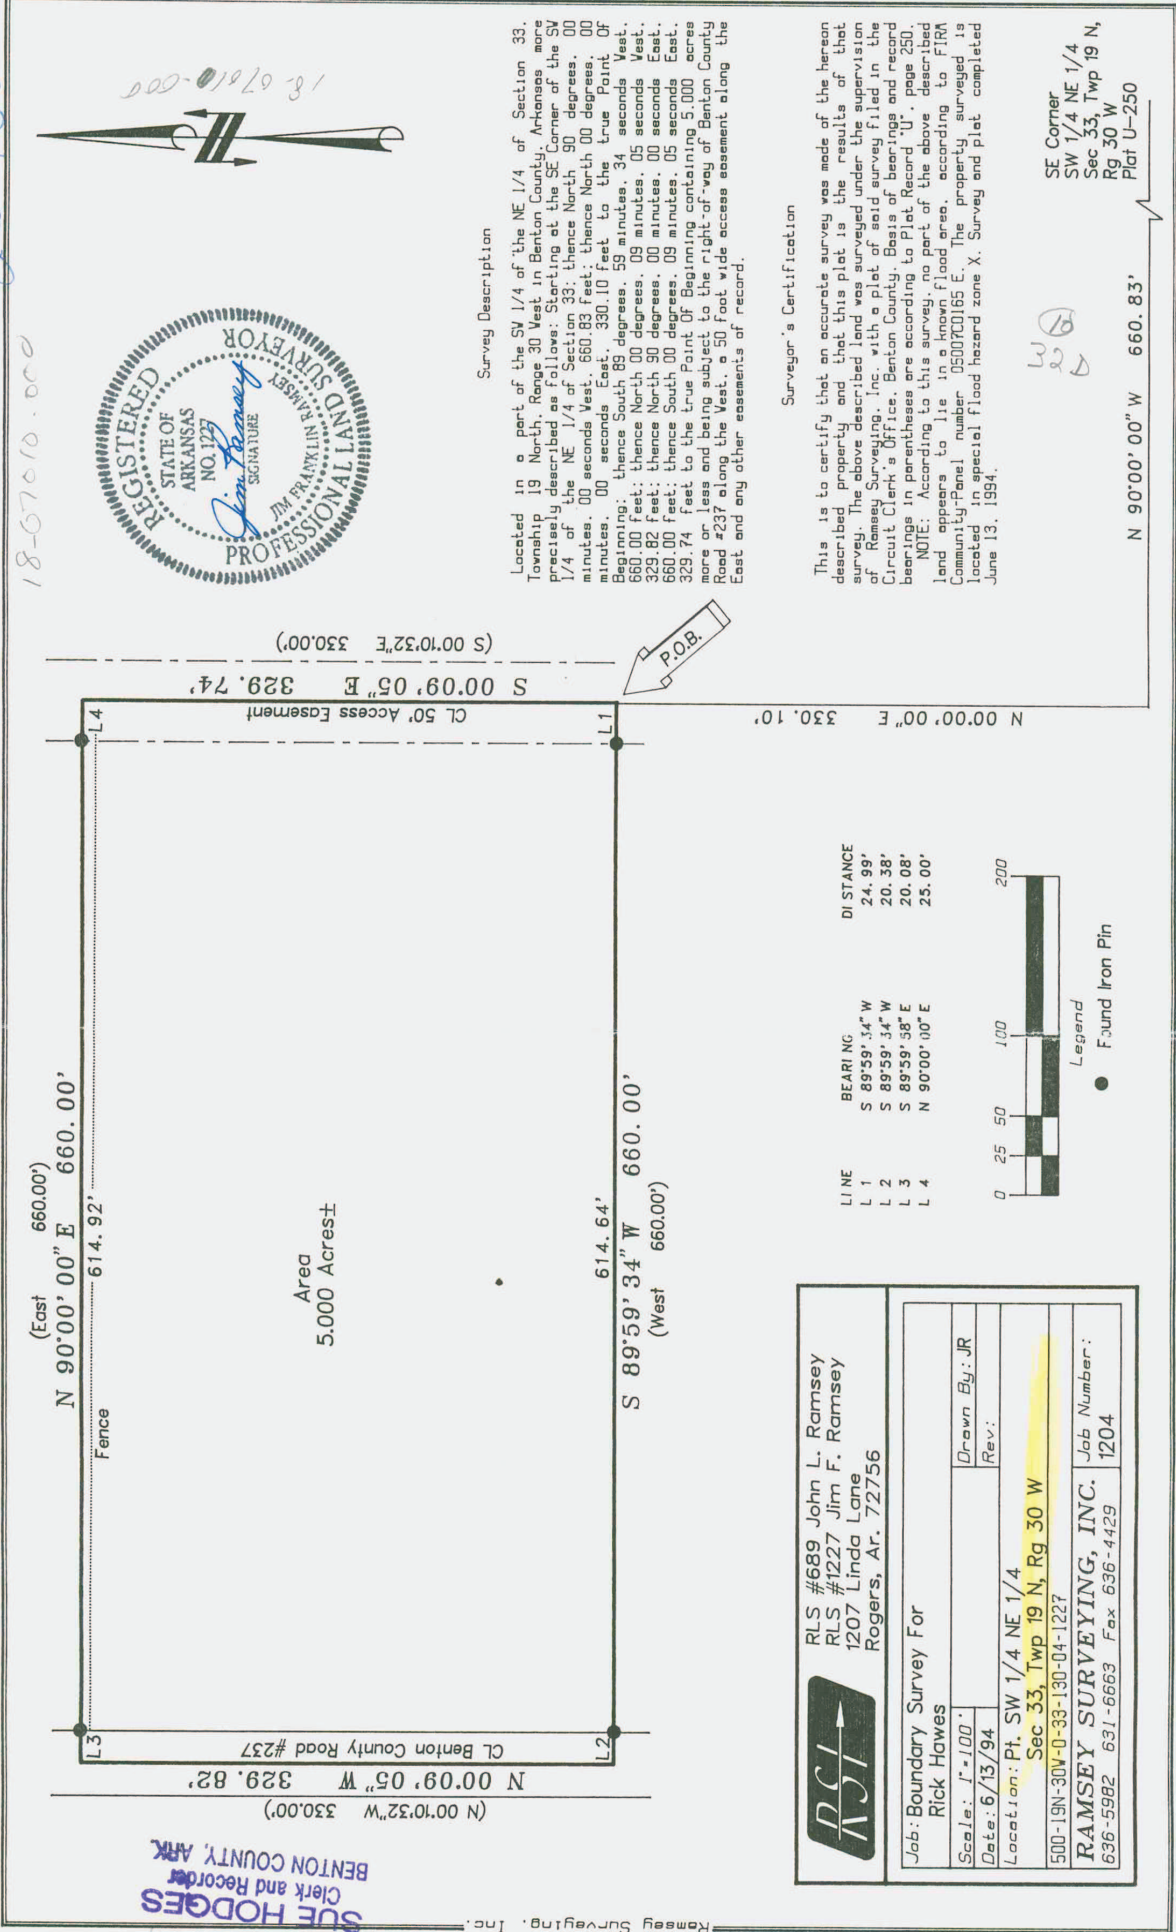 18-07010-000
18-07010.000
REGISTERED
STATE OF
ARKANSAS
NO. 1227
Jim Ramsey
SIGNATURE
JIM FRANKLIN RAMSEY
PROFESSIONAL LAND SURVEYOR
Survey Description
Located in a part of the SW 1/4 of the NE 1/4 of Section 33,
Township 19 North, Range 30 West in Benton County, Arkansas more
precisely described as follows: Starting at the SE Corner of the SW
1/4 of the NE 1/4 of Section 33; thence North 90 degrees, 00
minutes, 00 seconds West, 660.83 feet; thence North 00 degrees, 00
minutes, 00 seconds East, 330.10 feet to the true Point Of
Beginning; thence South 89 degrees, 59 minutes, 34 seconds West,
660.00 feet; thence North 00 degrees, 09 minutes, 05 seconds West,
329.82 feet; thence North 90 degrees, 00 minutes, 00 seconds East,
660.00 feet; thence South 00 degrees, 09 minutes, 05 seconds East,
329.74 feet to the true Point Of Beginning containing 5.000 acres
more or less and being subject to the right-of-way of Benton County
Road #237 along the West, a 50 foot wide access easement along the
East and any other easements of record.
Surveyor's Certification
This is to certify that an accurate survey was made of the hereon
described property and that this plat is the results of that
survey. The above described land was surveyed under the supervision
of Ramsey Surveying, Inc. with a plat of said survey filed in the
Circuit Clerk's Office, Benton County. Basis of bearings and record
bearings in parentheses are according to Plat Record "U", page 250.
NOTE: According to this survey, no part of the above described
land appears to lie in a known flood area, according to FIRM
Community-Panel number 05007C0165 E. The property surveyed is
located in special flood hazard zone X. Survey and plat completed
June 13, 1994.
SE Corner
SW 1/4 NE 1/4
Sec 33, Twp 19 N,
Rg 30 W
Plat U-250
N 90°00' 00" W 660. 83'
32D
(East 660.00')
N 90°00' 00" E 660. 00'
614. 92'
Fence
L3
L4
(S 00°10'32"E 330.00')
S 00°09' 05" E 329. 74'
CL 50' Access Easement
P.O.B.
N 00°00' 00" E 330. 10'
Area
5.000 Acres±
CL Benton County Road #237
N 00°09' 05" W 329. 82'
(N 00°10'32"W 330.00')
L2
L1
614. 64'
S 89°59' 34" W 660. 00'
(West 660.00')
SUE HODGES
Clerk and Recorder
BENTON COUNTY, ARK.
LINE BEARING DISTANCE
L 1 S 89°59' 34" W 24. 99'
L 2 S 89°59' 34" W 20. 38'
L 3 S 89°59' 58" E 20. 08'
L 4 N 90°00' 00" E 25. 00'
0 25 50 100 200
Legend
Found Iron Pin
RSI
RLS #689 John L. Ramsey
RLS #1227 Jim F. Ramsey
1207 Linda Lane
Rogers, Ar. 72756
Job: Boundary Survey For
Rick Hawes
Scale: 1"=100'
Drawn By: JR
Date: 6/13/94
Rev:
Location: Pt. SW 1/4 NE 1/4
Sec 33, Twp 19 N, Rg 30 W
500-19N-30W-0-33-130-04-1227
RAMSEY SURVEYING, INC.
636-5982 631-6663 Fax 636-4429
Job Number:
1204
Ramsey Surveying, Inc.